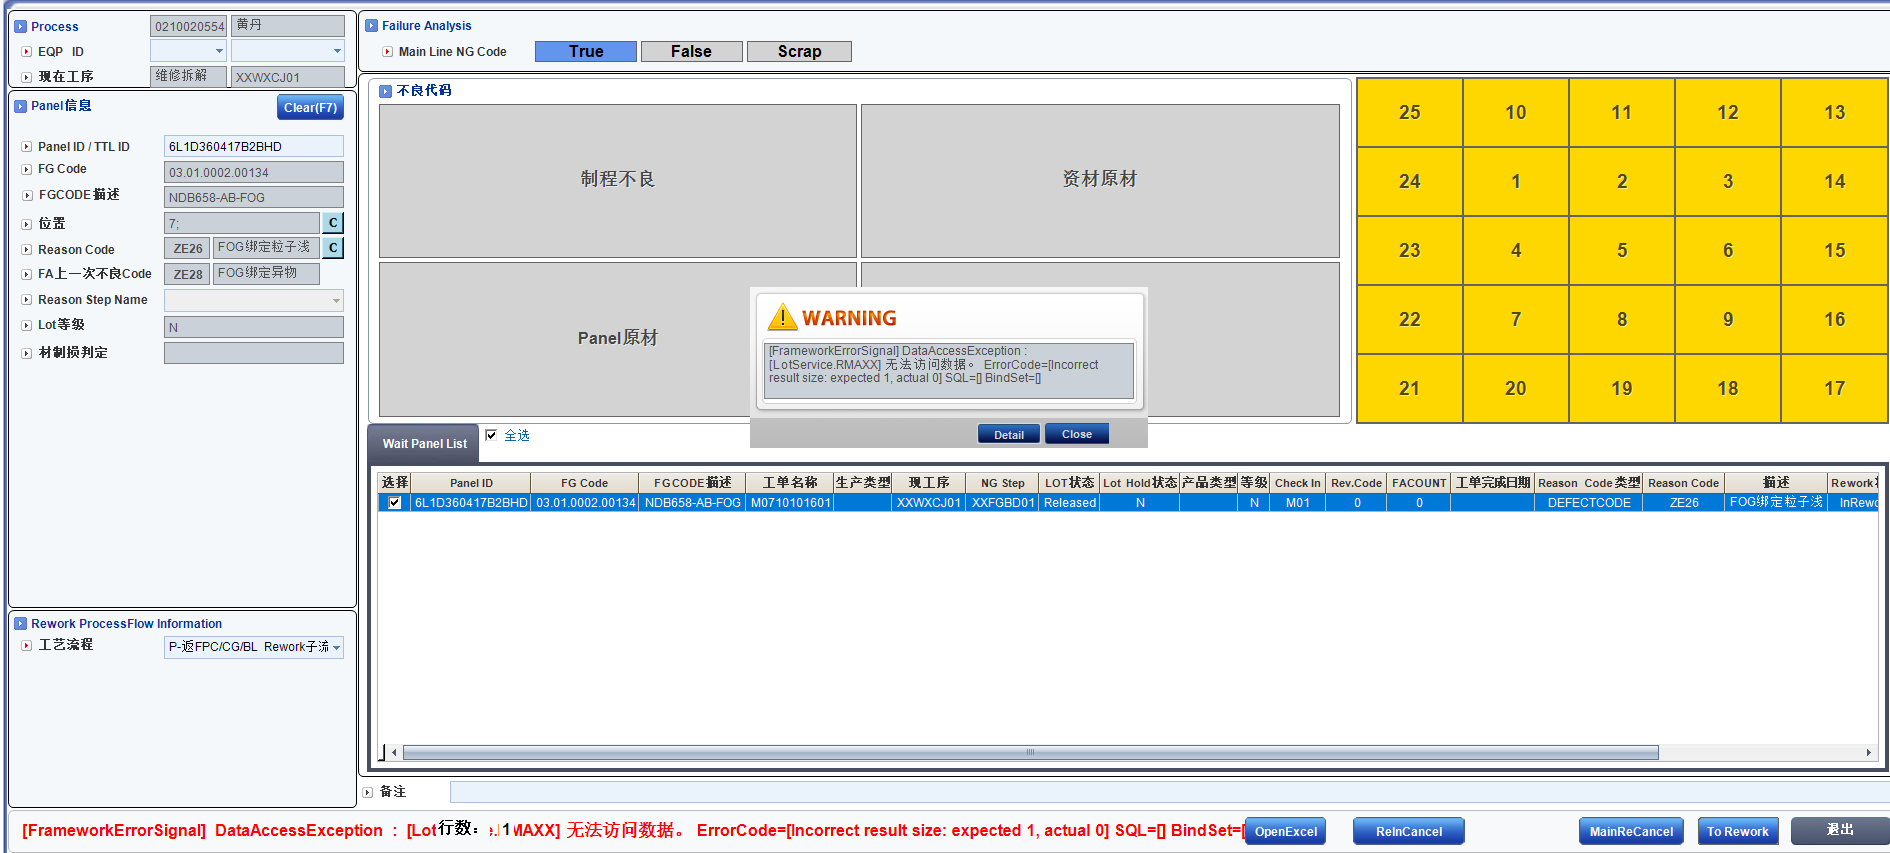 Process
0210020554 黄丹
EQP ID
现在工序 维修拆解 XXWXCJ01
Panel信息 Clear(F7)
Panel ID / TTL ID 6L1D360417B2BHD
FG Code 03.01.0002.00134
FGCODE描述 NDB658-AB-FOG
位置 7; C
Reason Code ZE26 FOG绑定粒子浅 C
FA上一次不良Code ZE28 FOG绑定异物
Reason Step Name
Lot等级 N
材制损判定
Rework ProcessFlow Information
工艺流程 P-返FPC/CG/BL Rework子流
Failure Analysis
Main Line NG Code True False Scrap
不良代码
制程不良 资材原材
Panel原材
25 10 11 12 13
24 1 2 3 14
23 4 5 6 15
22 7 8 9 16
21 20 19 18 17
WARNING
[FrameworkErrorSignal] DataAccessException :
[LotService.RMAXX] 无法访问数据。 ErrorCode=[Incorrect
result size: expected 1, actual 0] SQL=[] BindSet=[]
Detail Close
Wait Panel List 全选
选择 Panel ID FG Code FGCODE描述 工单名称 生产类型 现工序 NG Step LOT状态 Lot Hold状态 产品类型 等级 Check In Rev.Code FACOUNT 工单完成日期 Reason Code类型 Reason Code 描述 Rework
6L1D360417B2BHD 03.01.0002.00134 NDB658-AB-FOG M0710101601 XXWXCJ01 XXFGBD01 Released N N M01 0 0 DEFECTCODE ZE26 FOG绑定粒子浅 InRewo
备注
[FrameworkErrorSignal] DataAccessException : [Lot行数: 1MAXX] 无法访问数据。 ErrorCode=[Incorrect result size: expected 1, actual 0] SQL=[] BindSet=[
OpenExcel ReInCancel MainReCancel To Rework 退出